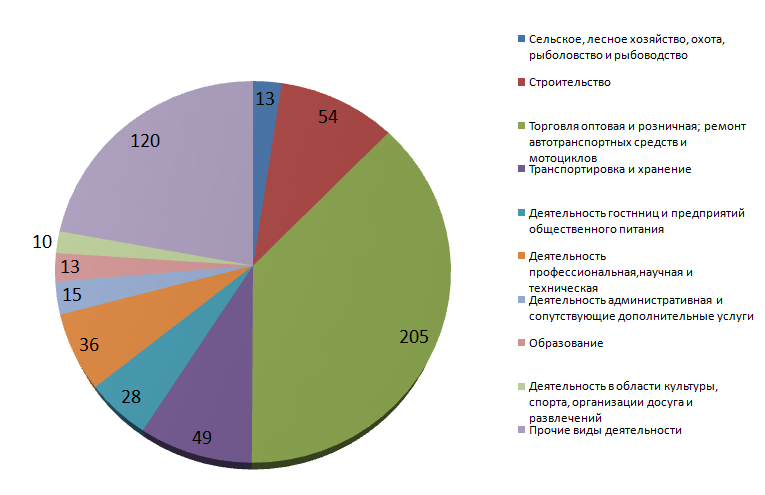 13
54
205
49
28
36
15
13
10
120
Сельское, лесное хозяйство, охота,
рыболовство и рыбоводство
Строительство
Торговля оптовая и розничная; ремонт
автотранспортных средств и
мотоциклов
Транспортировка и хранение
Деятельность гостнниц и предприятий
общественного питания
Деятельность
профессиональная,научная и
техническая
Деятельность административная и
сопутствующие дополнительные услуги
Образование
Деятельность в области культуры,
спорта, организации досуга и
развлечений
Прочие виды деятельности